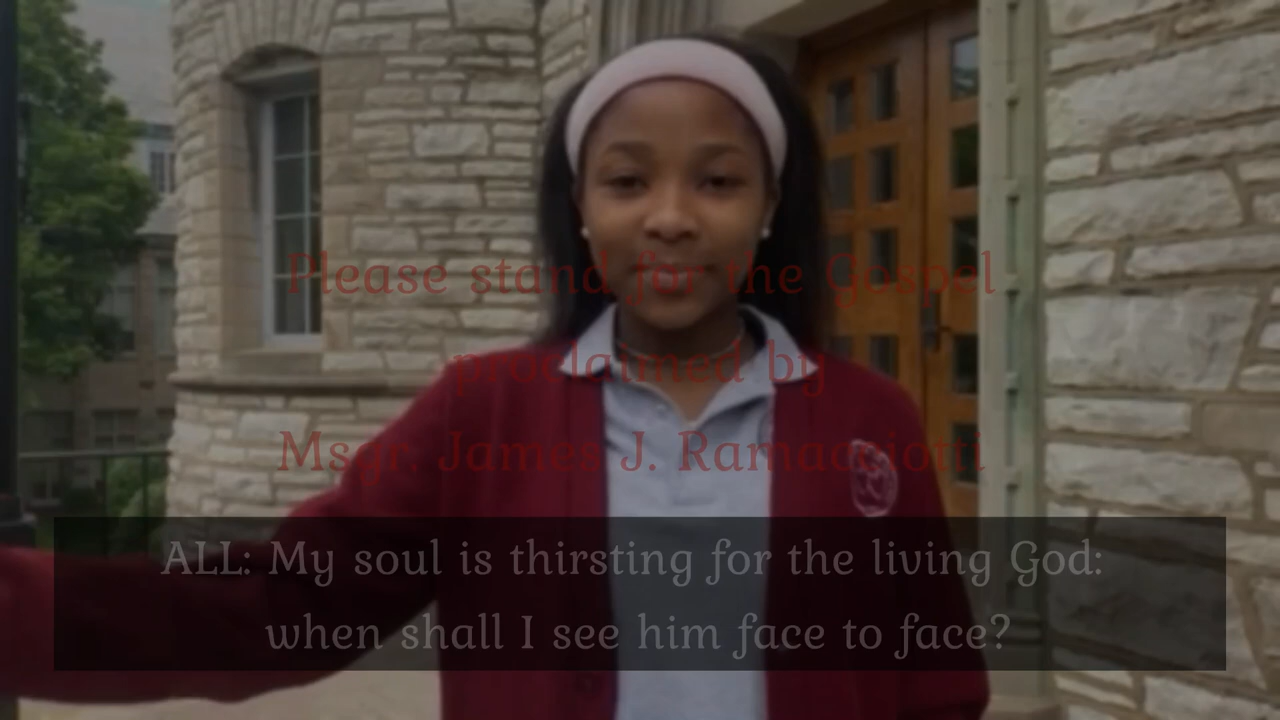 Please stand for the Gospel
proclaimed by
Msgr. James J. Ramacciotti
ALL: My soul is thirsting for the living God:
when shall I see him face to face?